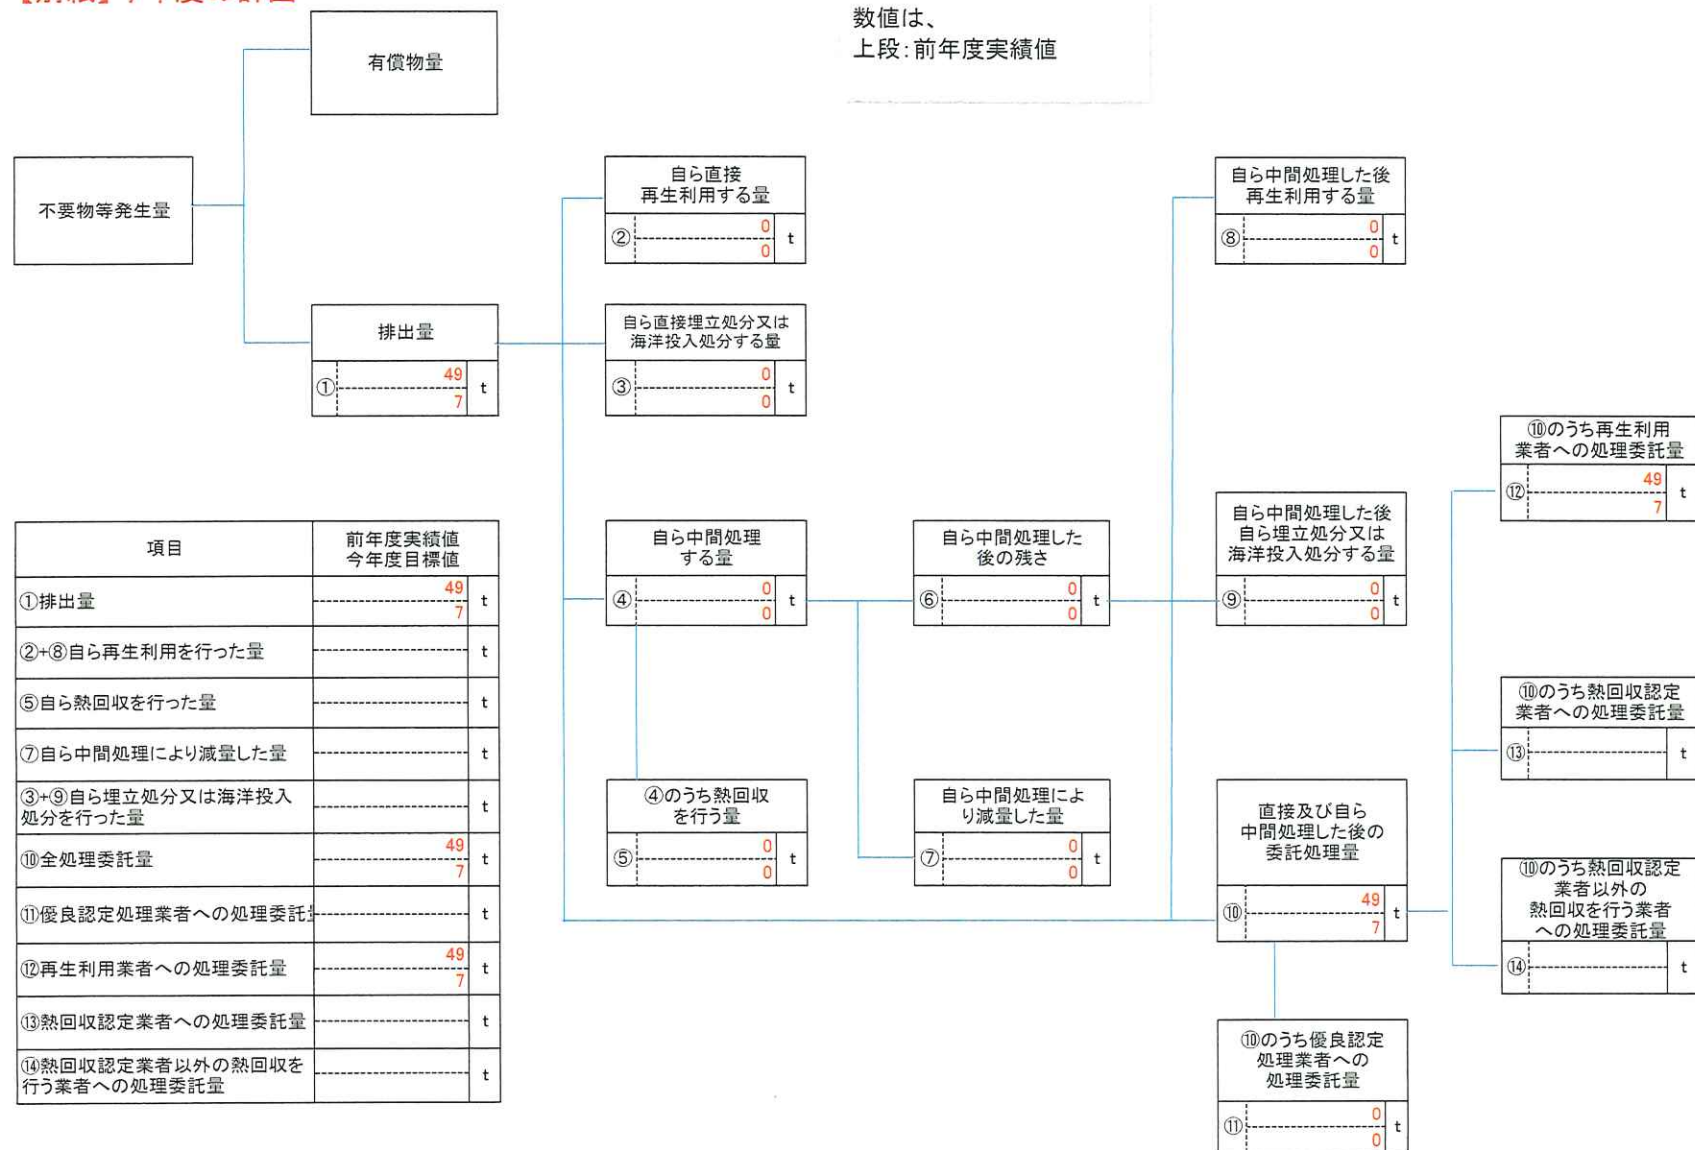 数値は、
上段：前年度実績値
有償物量
不要物等発生量
排出量
① 49 t
7
自ら直接
再生利用する量
② 0 t
0
自ら直接埋立処分又は
海洋投入処分する量
③ 0 t
0
自ら中間処理
する量
④ 0 t
0
④のうち熱回収
を行う量
⑤ 0 t
0
自ら中間処理した
後の残さ
⑥ 0 t
0
自ら中間処理によ
り減量した量
⑦ 0 t
0
自ら中間処理した後
再生利用する量
⑧ 0 t
0
自ら中間処理した後
自ら埋立処分又は
海洋投入処分する量
⑨ 0 t
0
直接及び自ら
中間処理した後の
委託処理量
⑩ 49 t
7
⑩のうち優良認定
処理業者への
処理委託量
⑪ 0 t
0
⑩のうち再生利用
業者への処理委託量
⑫ 49 t
7
⑩のうち熱回収認定
業者への処理委託量
⑬ t
⑩のうち熱回収認定
業者以外の
熱回収を行う業者
への処理委託量
⑭ t
項目 前年度実績値
今年度目標値
①排出量 49 t
7
②+⑧自ら再生利用を行った量 t
⑤自ら熱回収を行った量 t
⑦自ら中間処理により減量した量 t
③+⑨自ら埋立処分又は海洋投入
処分を行った量 t
⑩全処理委託量 49 t
7
⑪優良認定処理業者への処理委託 t
⑫再生利用業者への処理委託量 49 t
7
⑬熱回収認定業者への処理委託量 t
⑭熱回収認定業者以外の熱回収を
行う業者への処理委託量 t